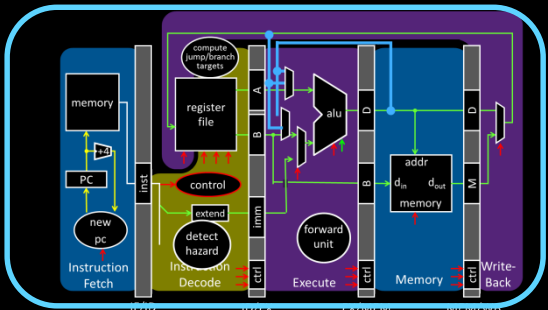 compute
jump/branch
targets
memory
register
file
A
B
alu
D
D
+4
addr
PC
inst
control
B
d_in
d_out
M
memory
extend
imm
new
pc
detect
hazard
forward
unit
Instruction
Fetch
Instruction
Decode
ctrl
Execute
ctrl
Memory
ctrl
Write-
Back